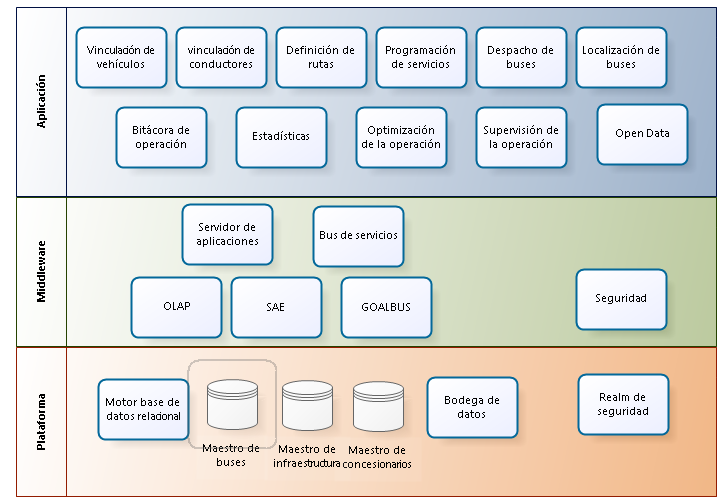 Aplicación
Vinculación de
vehículos
vinculación de
conductores
Definición de
rutas
Programación
de servicios
Despacho de
buses
Localización de
buses
Bitácora de
operación
Estadísticas
Optimización
de la operación
Supervisión de
la operación
Open Data
Middleware
Servidor de
aplicaciones
Bus de servicios
OLAP
SAE
GOALBUS
Seguridad
Plataforma
Motor base de
datos relacional
Maestro de
buses
Maestro de
infraestructura
Maestro de
concesionarios
Bodega de
datos
Realm de
seguridad